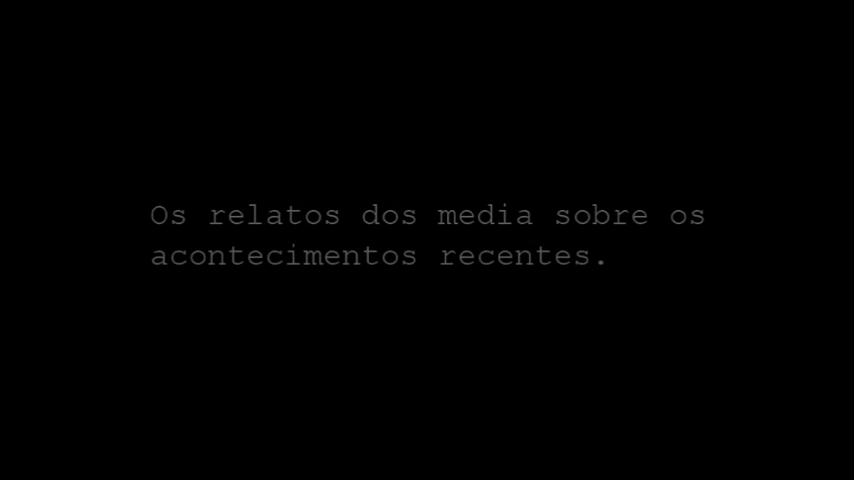 Os relatos dos media sobre os
acontecimentos recentes.